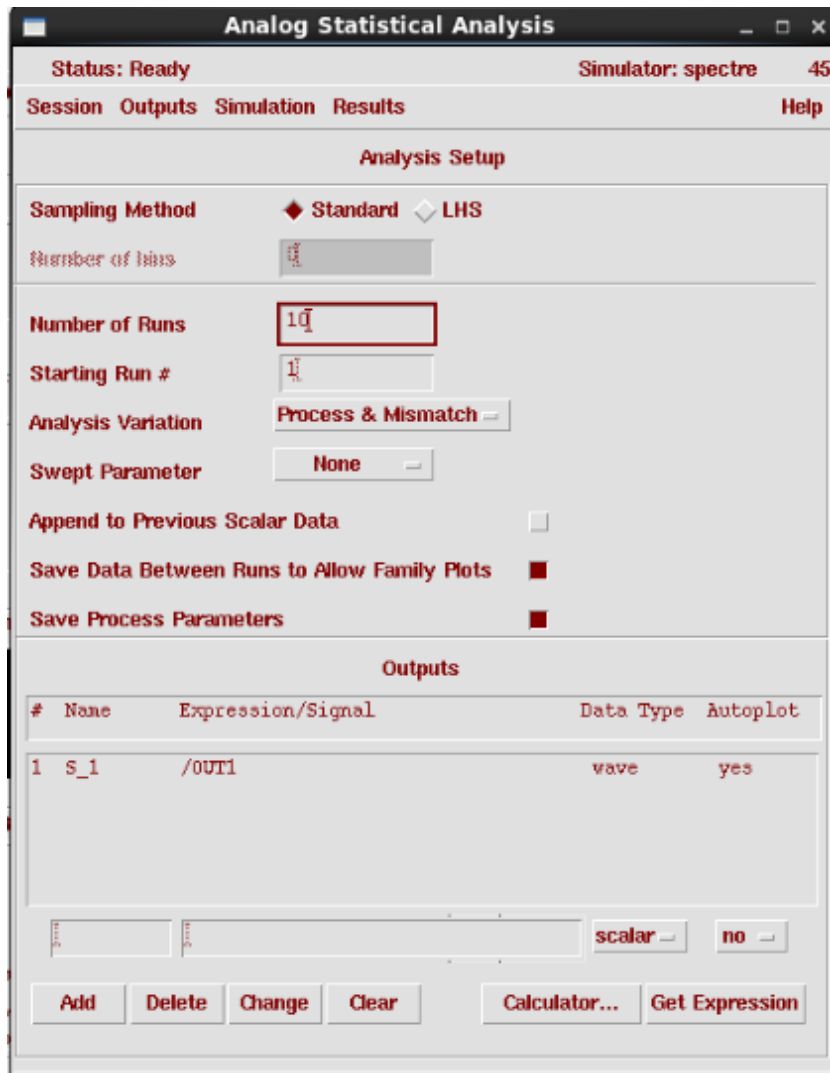 Analog Statistical Analysis
Status: Ready Simulator: spectre 45
Session Outputs Simulation Results Help
Analysis Setup
Sampling Method Standard LHS
Number of bins 0
Number of Runs 10
Starting Run # 1
Analysis Variation Process & Mismatch
Swept Parameter None
Append to Previous Scalar Data
Save Data Between Runs to Allow Family Plots
Save Process Parameters
Outputs
# Name Expression/Signal Data Type Autoplot
1 S_1 /OUT1 wave yes
scalar no
Add Delete Change Clear Calculator... Get Expression